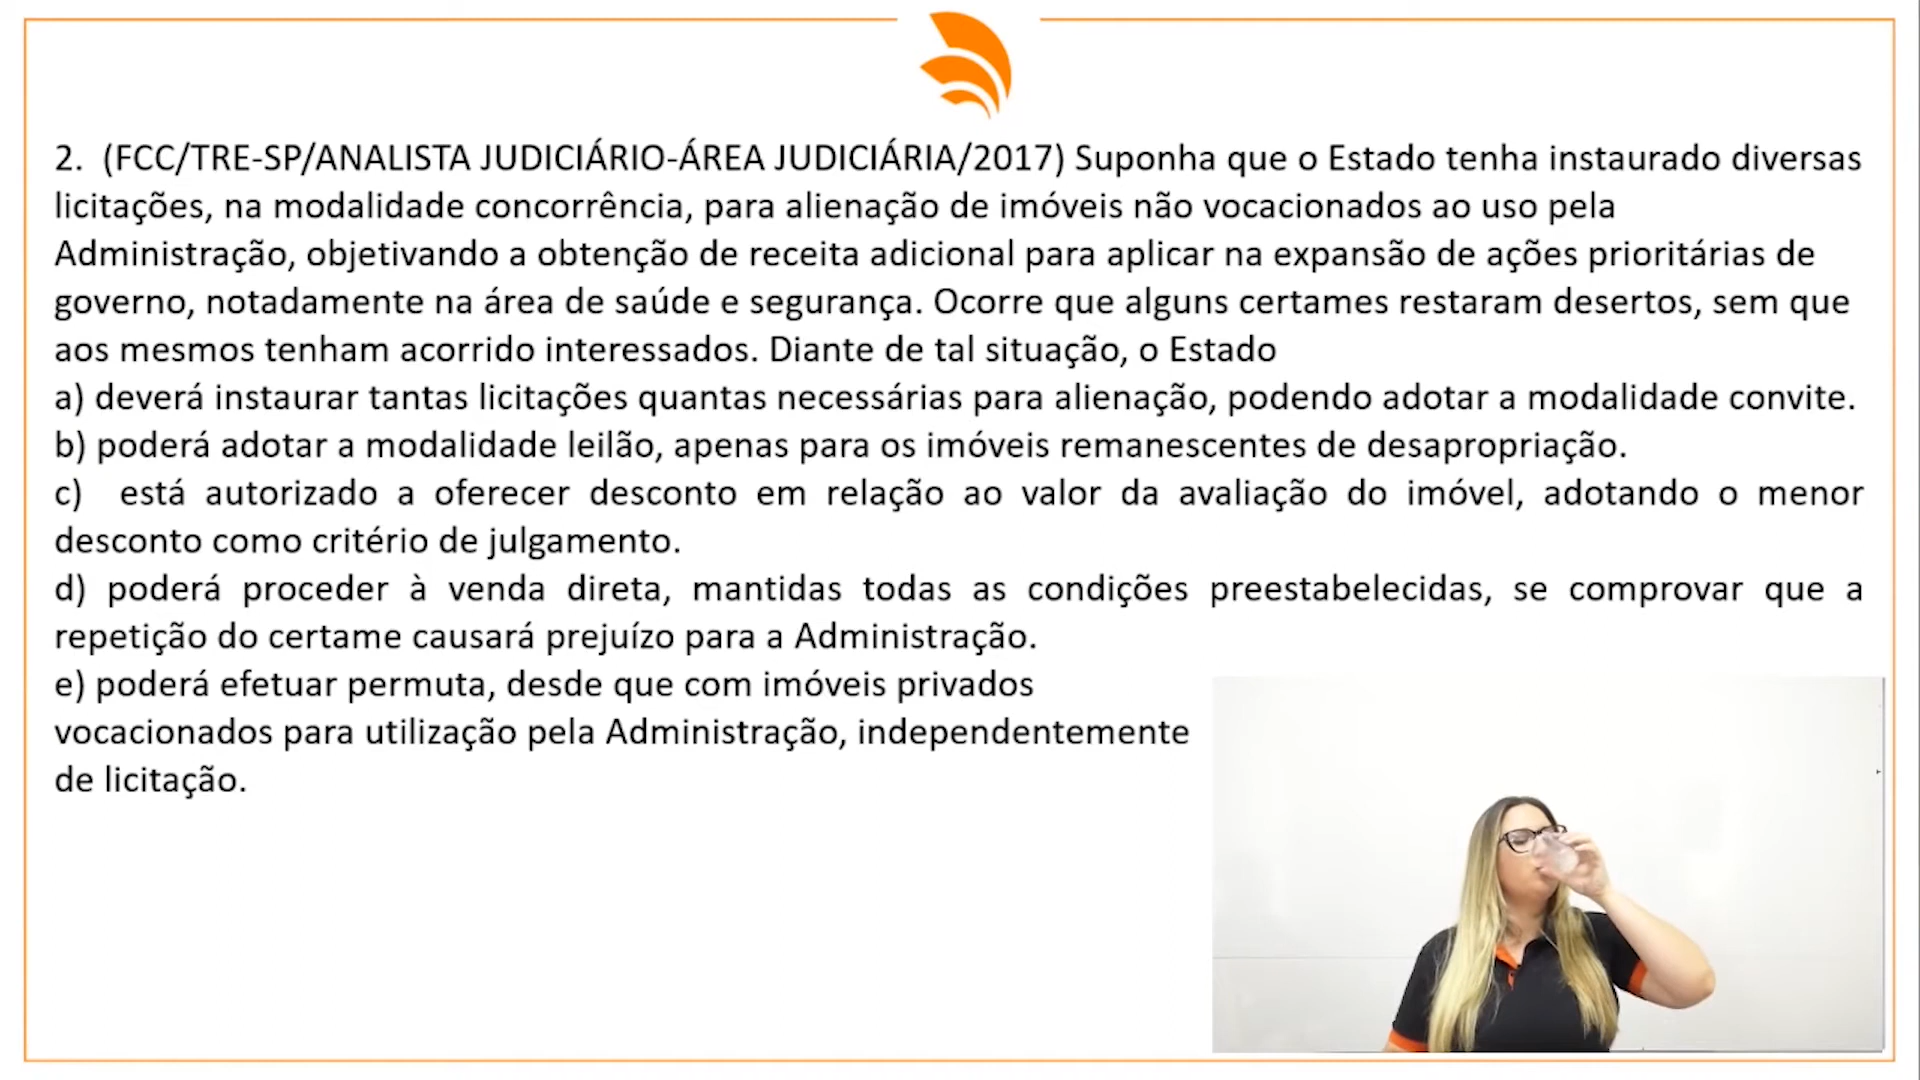 2. (FCC/TRE-SP/ANALISTA JUDICIÁRIO-ÁREA JUDICIÁRIA/2017) Suponha que o Estado tenha instaurado diversas
licitações, na modalidade concorrência, para alienação de imóveis não vocacionados ao uso pela
Administração, objetivando a obtenção de receita adicional para aplicar na expansão de ações prioritárias de
governo, notadamente na área de saúde e segurança. Ocorre que alguns certames restaram desertos, sem que
aos mesmos tenham acorrido interessados. Diante de tal situação, o Estado
a) deverá instaurar tantas licitações quantas necessárias para alienação, podendo adotar a modalidade convite.
b) poderá adotar a modalidade leilão, apenas para os imóveis remanescentes de desapropriação.
c) está autorizado a oferecer desconto em relação ao valor da avaliação do imóvel, adotando o menor
desconto como critério de julgamento.
d) poderá proceder à venda direta, mantidas todas as condições preestabelecidas, se comprovar que a
repetição do certame causará prejuízo para a Administração.
e) poderá efetuar permuta, desde que com imóveis privados
vocacionados para utilização pela Administração, independentemente
de licitação.